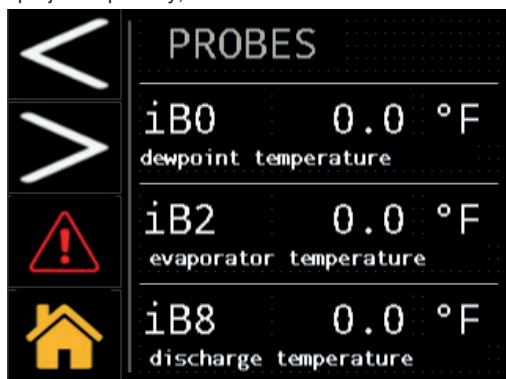 PROBES
iB0 0.0 °F
dewpoint temperature
iB2 0.0 °F
evaporator temperature
iB8 0.0 °F
discharge temperature